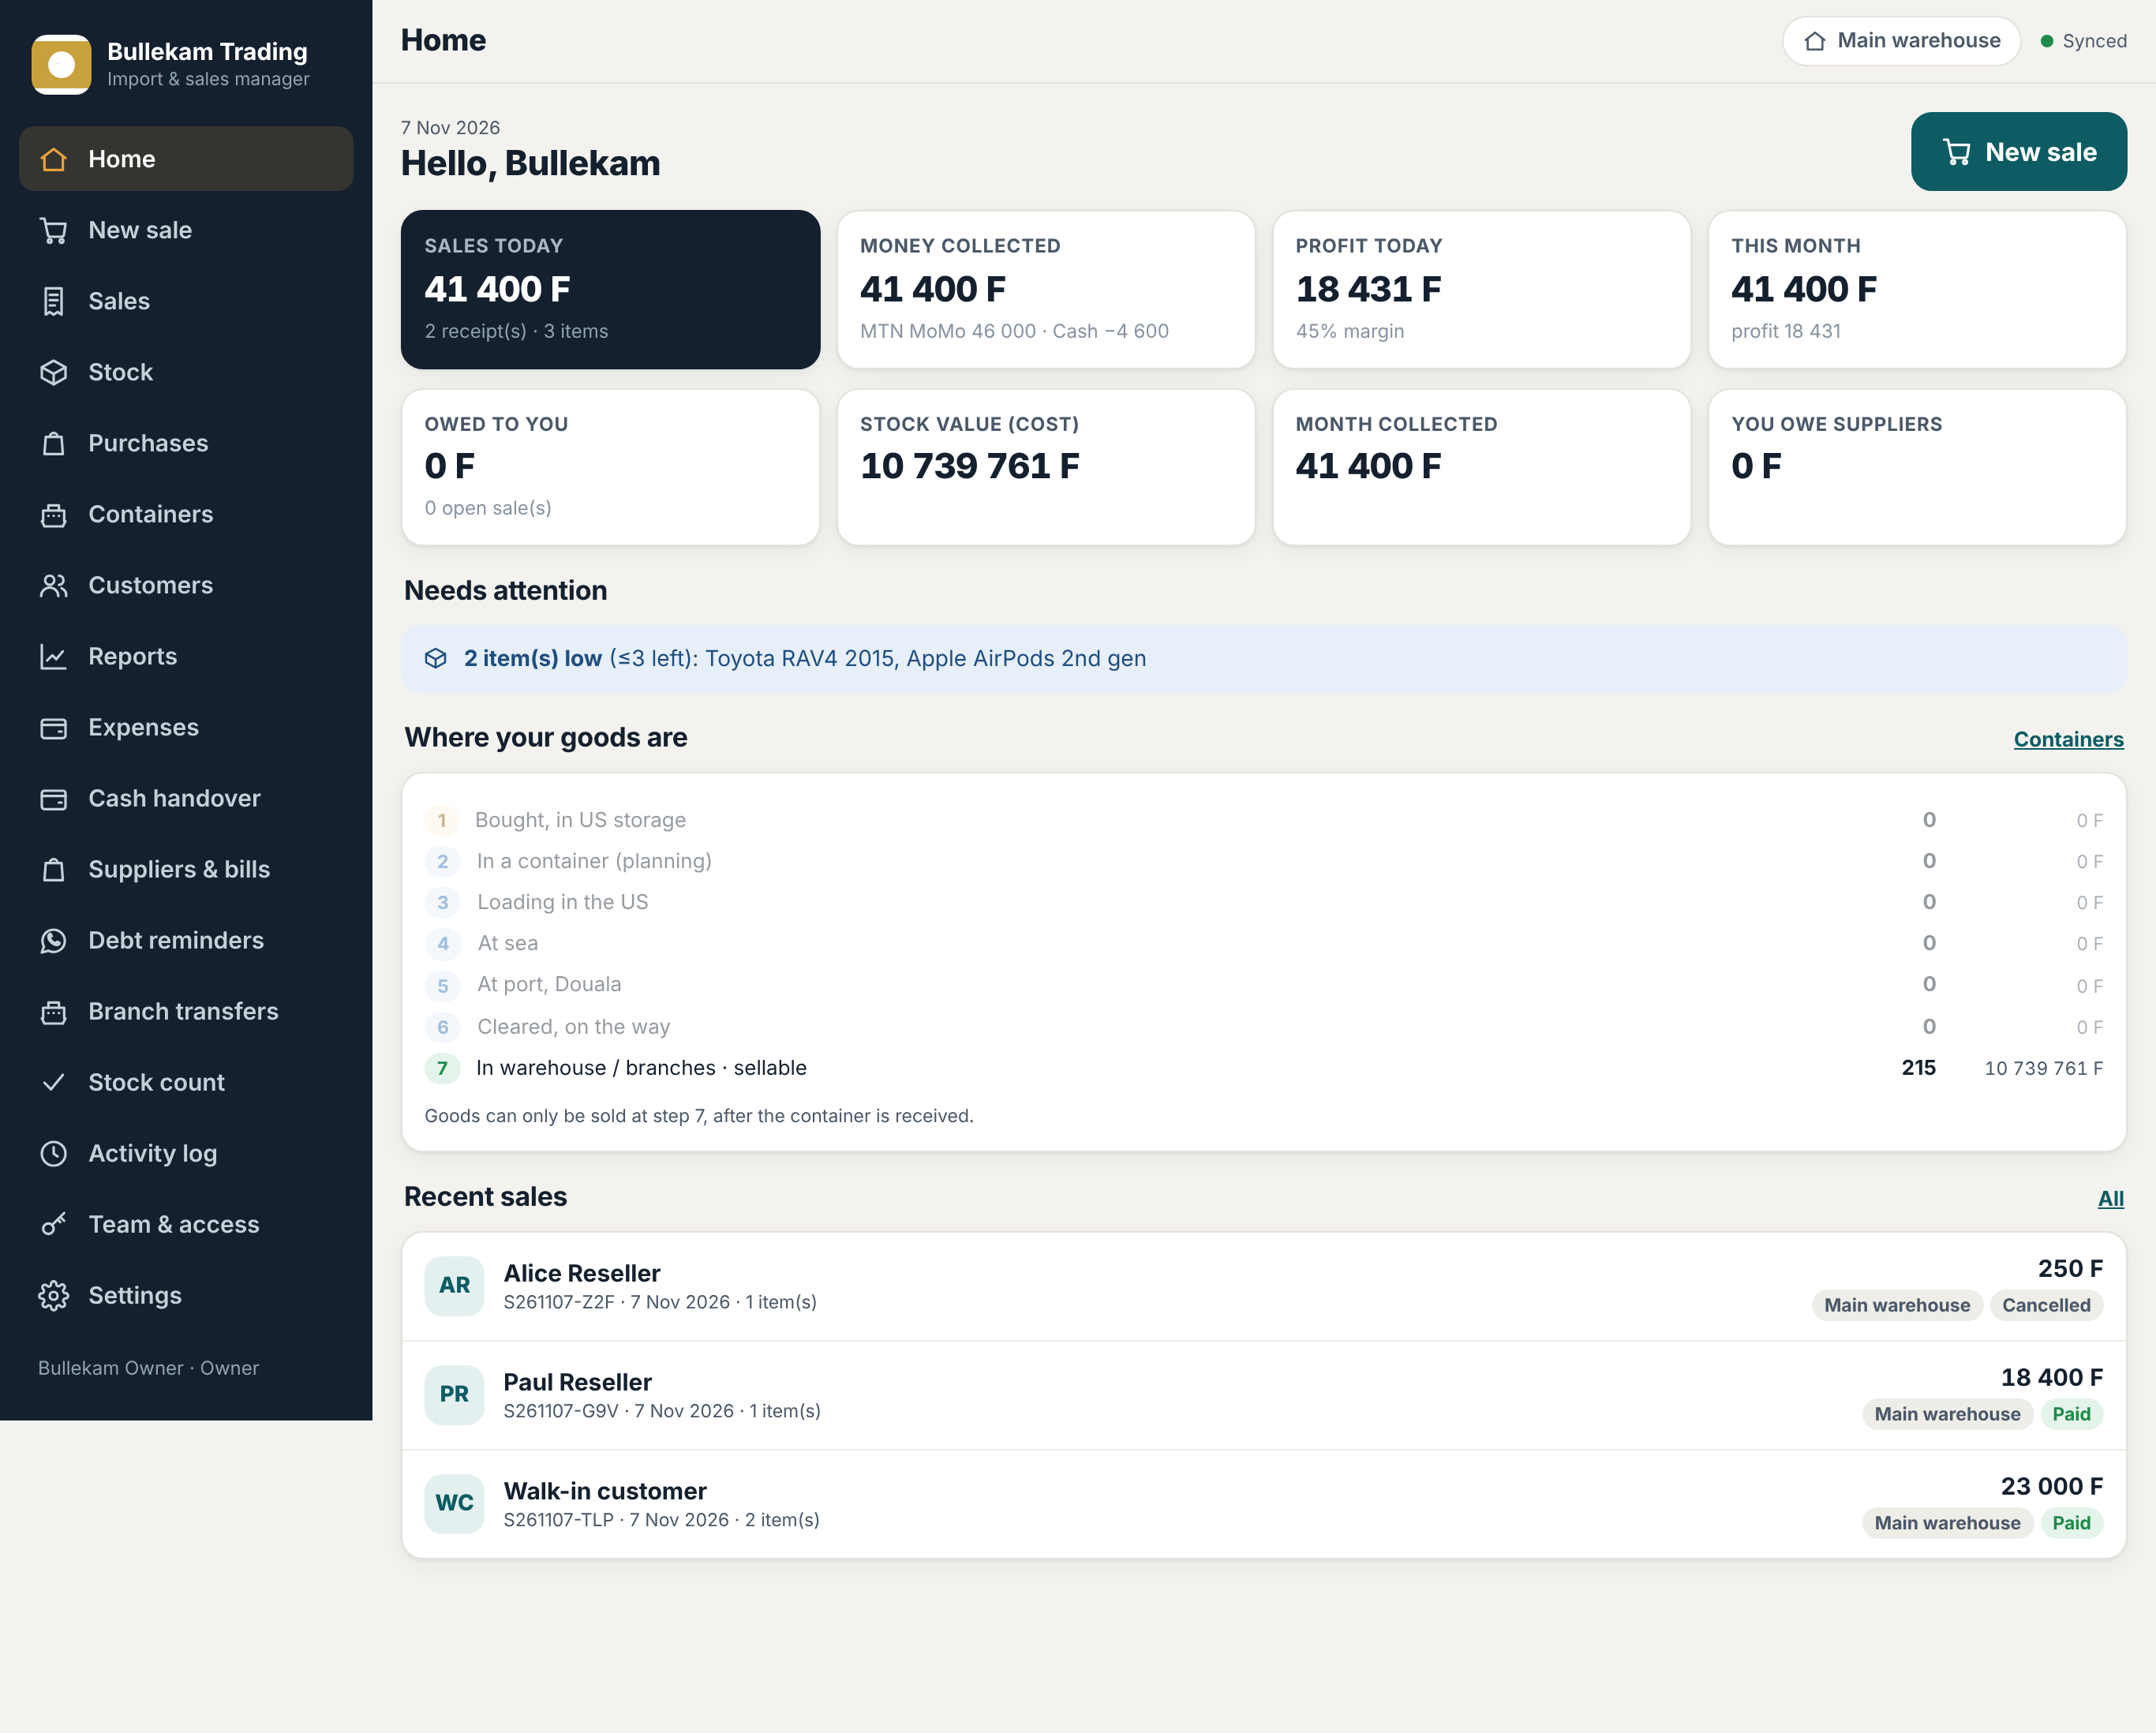 Bullekam Trading
Import & sales manager
Home
New sale
Sales
Stock
Purchases
Containers
Customers
Reports
Expenses
Cash handover
Suppliers & bills
Debt reminders
Branch transfers
Stock count
Activity log
Team & access
Settings
Bullekam Owner · Owner
Home
Main warehouse
Synced
7 Nov 2026
Hello, Bullekam
New sale
SALES TODAY
41 400 F
2 receipt(s) · 3 items
MONEY COLLECTED
41 400 F
MTN MoMo 46 000 · Cash −4 600
PROFIT TODAY
18 431 F
45% margin
THIS MONTH
41 400 F
profit 18 431
OWED TO YOU
0 F
0 open sale(s)
STOCK VALUE (COST)
10 739 761 F
MONTH COLLECTED
41 400 F
YOU OWE SUPPLIERS
0 F
Needs attention
2 item(s) low (≤3 left): Toyota RAV4 2015, Apple AirPods 2nd gen
Where your goods are
Containers
1 Bought, in US storage 0 0 F
2 In a container (planning) 0 0 F
3 Loading in the US 0 0 F
4 At sea 0 0 F
5 At port, Douala 0 0 F
6 Cleared, on the way 0 0 F
7 In warehouse / branches · sellable 215 10 739 761 F
Goods can only be sold at step 7, after the container is received.
Recent sales
All
AR
Alice Reseller
S261107-Z2F · 7 Nov 2026 · 1 item(s)
250 F
Main warehouse Cancelled
PR
Paul Reseller
S261107-G9V · 7 Nov 2026 · 1 item(s)
18 400 F
Main warehouse Paid
WC
Walk-in customer
S261107-TLP · 7 Nov 2026 · 2 item(s)
23 000 F
Main warehouse Paid